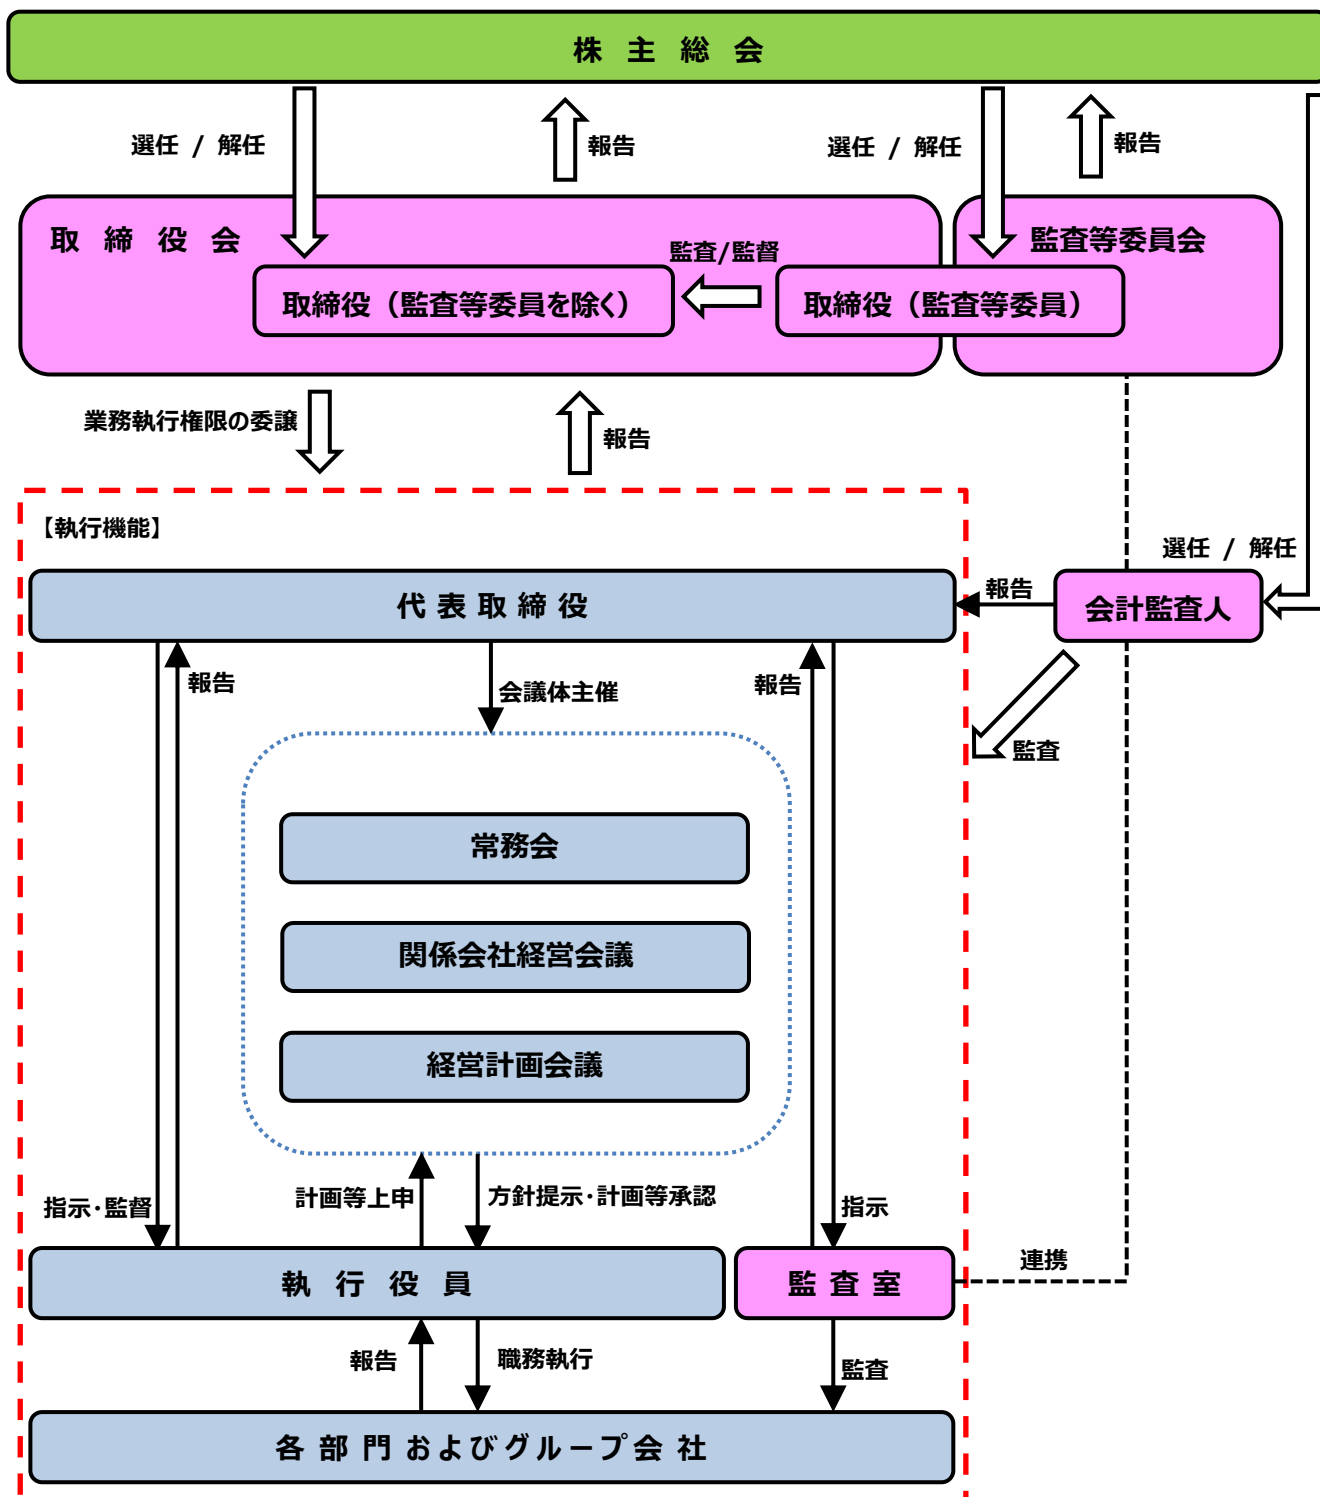 株主総会
選任 / 解任
報告
選任 / 解任
報告
取締役会
監査等委員会
監査/監督
取締役（監査等委員を除く）
取締役（監査等委員）
業務執行権限の委譲
報告
【執行機能】
選任 / 解任
代表取締役
報告
会計監査人
報告
会議体主催
報告
監査
常務会
関係会社経営会議
経営計画会議
指示・監督
計画等上申
方針提示・計画等承認
指示
連携
執行役員
監査室
報告
職務執行
監査
各部門およびグループ会社